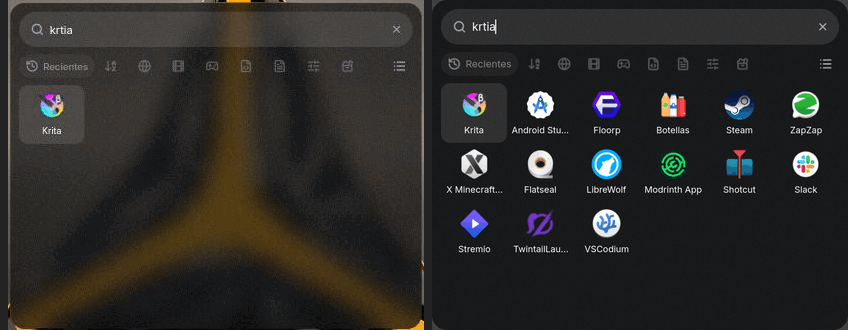 krtia
Recientes
Krita
krtia
Recientes
Krita
Android Stu...
Floorp
Botellas
Steam
ZapZap
X Minecraft...
Flatseal
LibreWolf
Modrinth App
Shotcut
Slack
Stremio
TwintailLau...
VSCodium